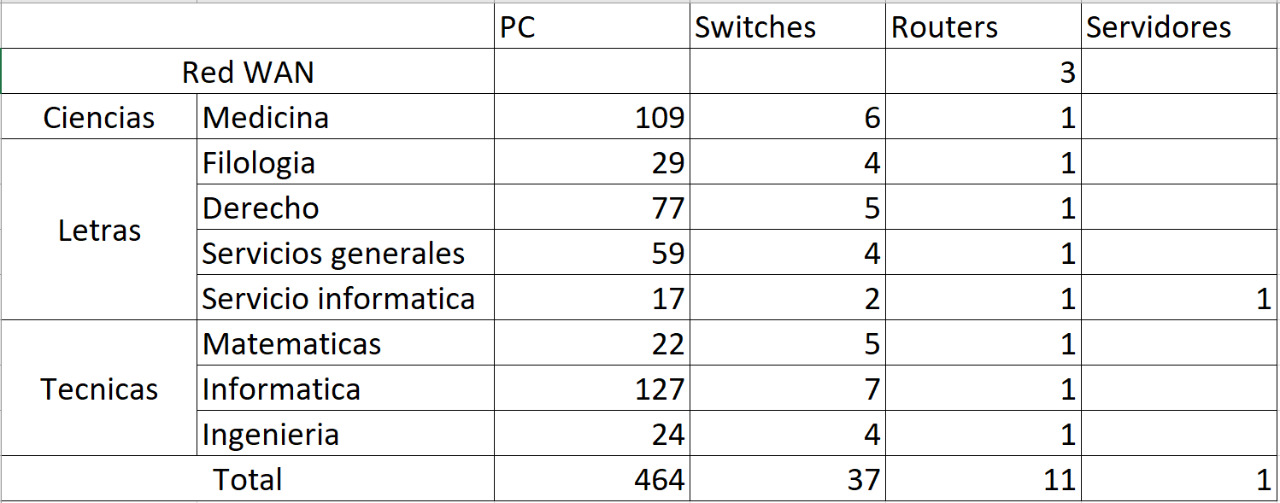 PC Switches Routers Servidores
Red WAN 3
Ciencias Medicina 109 6 1
Filologia 29 4 1
Derecho 77 5 1
Letras
Servicios generales 59 4 1
Servicio informatica 17 2 1 1
Matematicas 22 5 1
Tecnicas Informatica 127 7 1
Ingenieria 24 4 1
Total 464 37 11 1